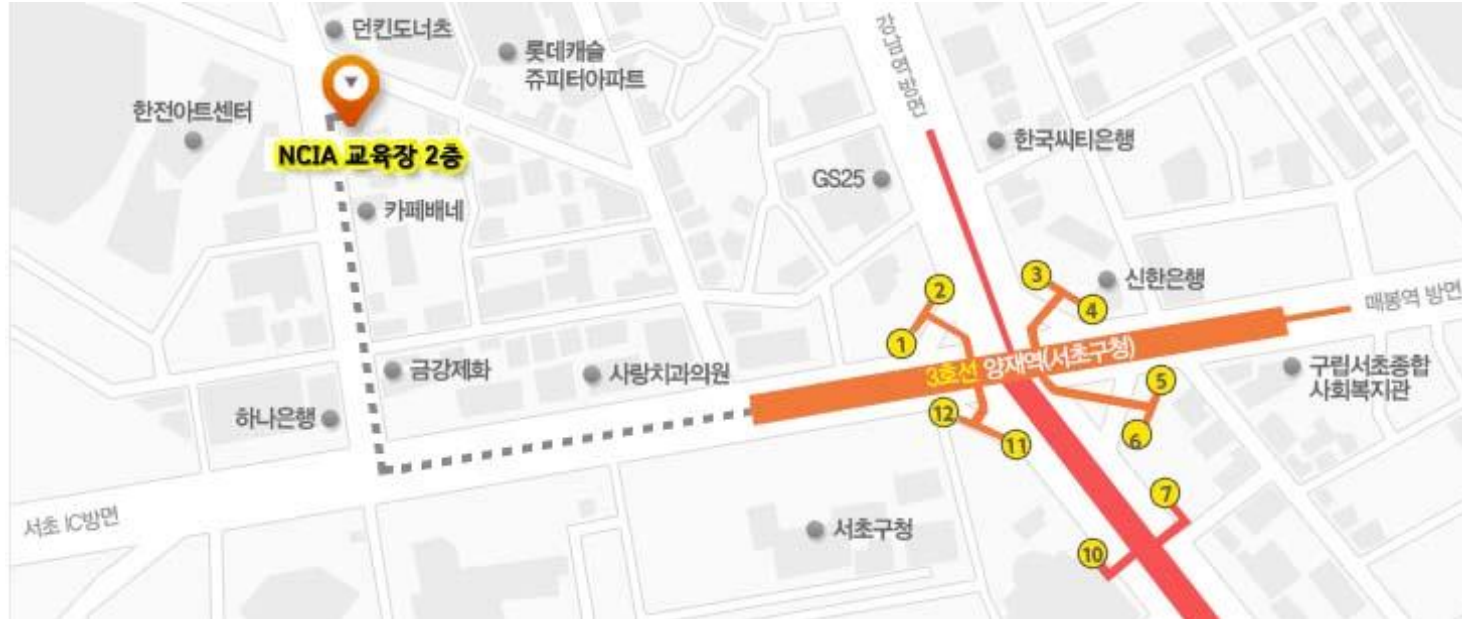 던킨도너츠
롯데캐슬
쥬피터아파트
강남역방면
한전아트센터
한국씨티은행
NCIA 교육장 2층
GS25
카페배네
3
신한은행
2
4
매봉역 방면
1
3호선 양재역(서초구청)
금강제화
사랑치과의원
구립서초종합
사회복지관
5
하나은행
12
11
6
7
서초 IC방면
서초구청
10